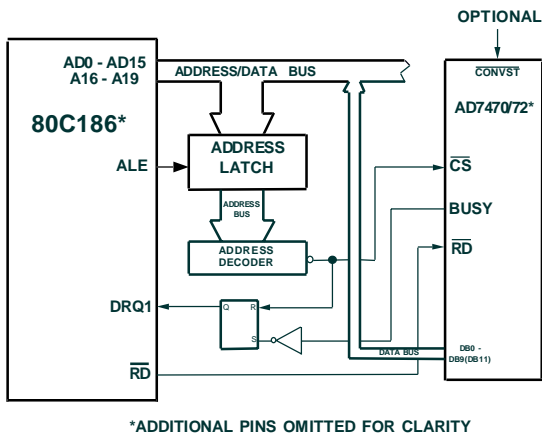 OPTIONAL
AD0 - AD15
A16 - A19
ADDRESS/DATA BUS
CONVST
80C186*
AD7470/72*
ALE
ADDRESS
LATCH
CS
ADDRESS
BUS
BUSY
ADDRESS
DECODER
RD
DRQ1
Q
R
S
DATA BUS
DB0 -
DB9(DB11)
RD
*ADDITIONAL PINS OMITTED FOR CLARITY